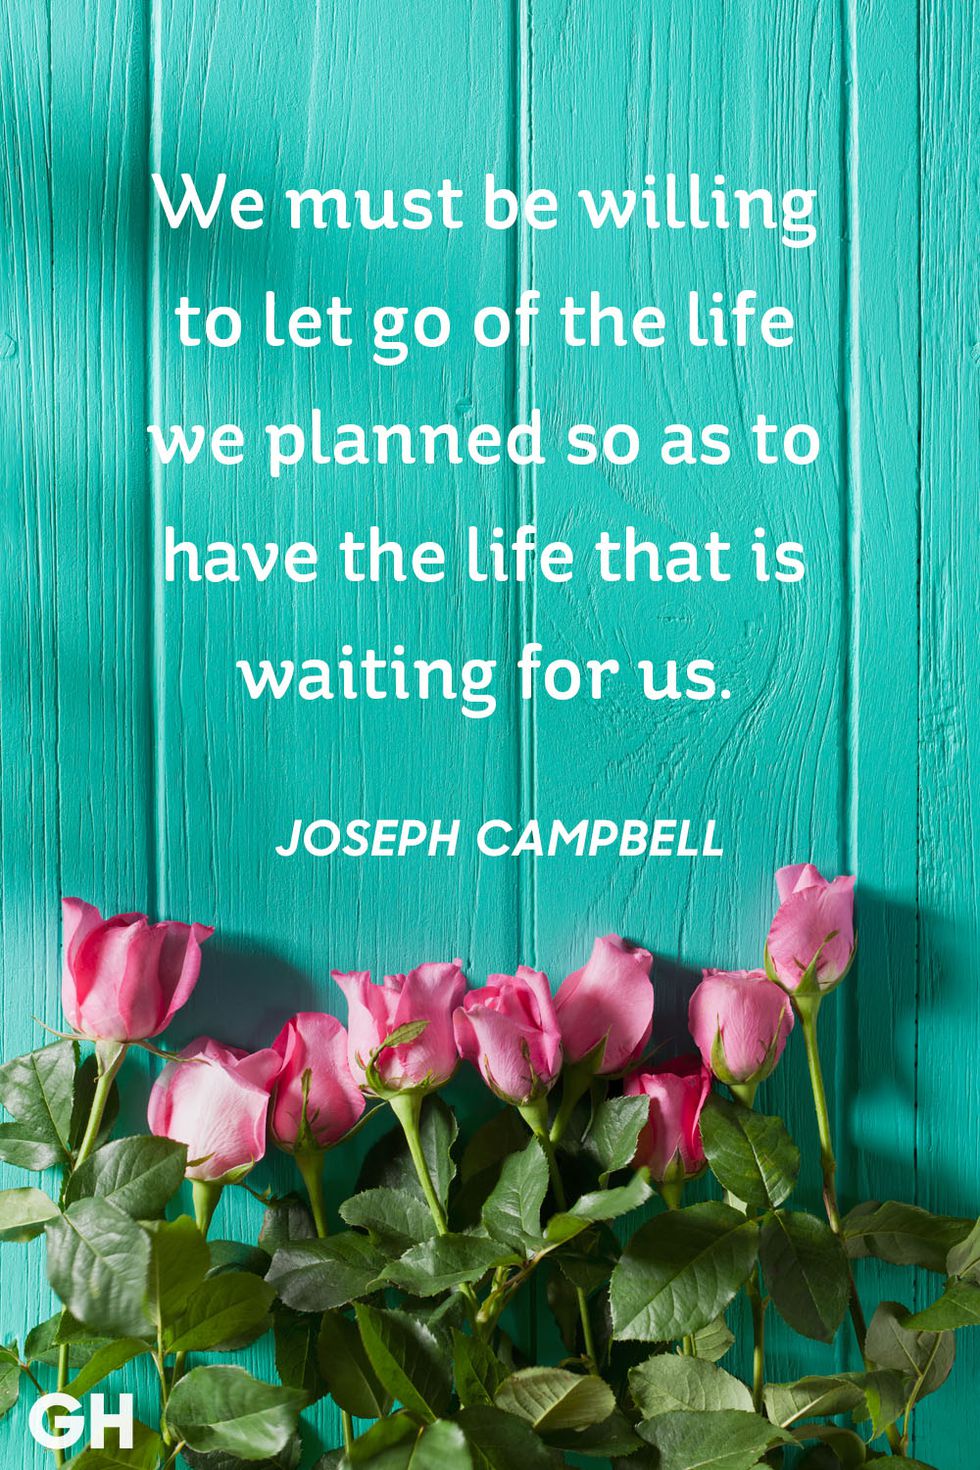 We must be willing
to let go of the life
we planned so as to
have the life that is
waiting for us.
JOSEPH CAMPBELL
GH